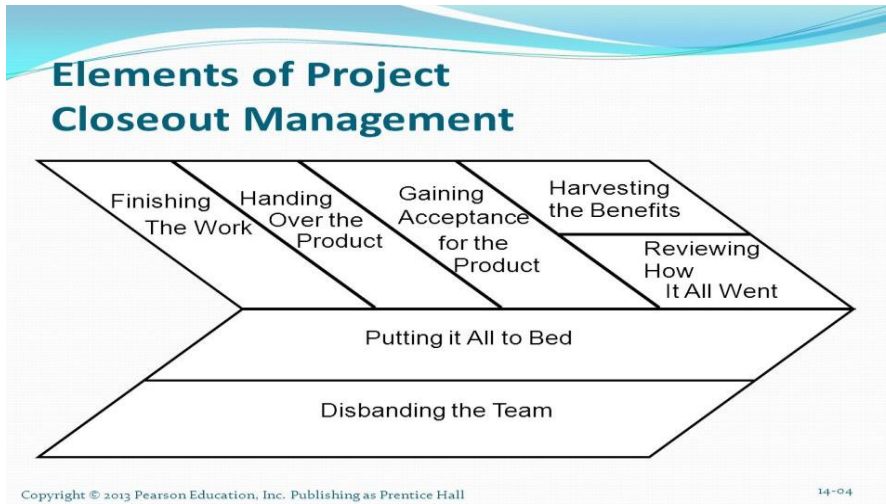 Elements of Project
Closeout Management
Finishing
The Work
Handing
Over the
Product
Gaining
Acceptance
for the
Product
Harvesting
the Benefits
Reviewing
How
It All Went
Putting it All to Bed
Disbanding the Team
Copyright © 2013 Pearson Education, Inc. Publishing as Prentice Hall
14-04